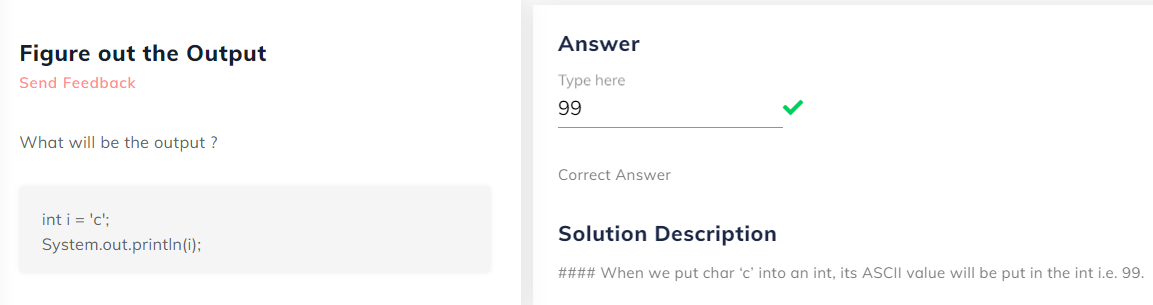 Figure out the Output
Send Feedback
What will be the output ?
int i = 'c';
System.out.println(i);
Answer
Type here
99
Correct Answer
Solution Description
#### When we put char ‘c’ into an int, its ASCII value will be put in the int i.e. 99.